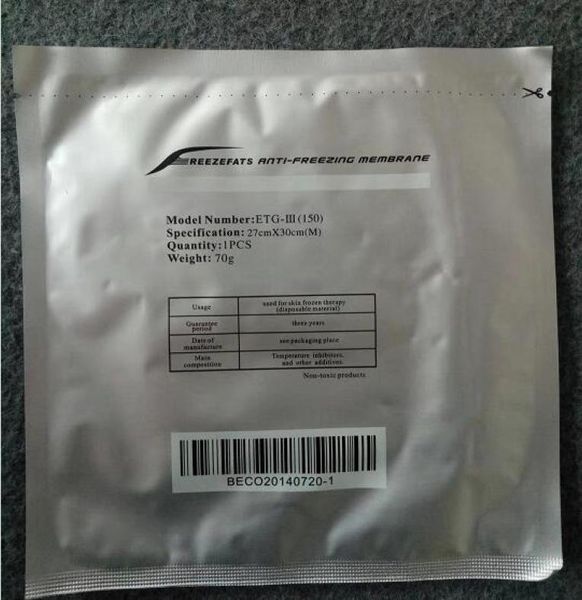 FREEZEFATS ANTI-FREEZING MEMBRANE
Model Number:ETG-III(150)
Specification: 27cmX30cm(M)
Quantity:1PCS
Weight: 70g
Usage
used for skin frozen therapy
(disposable material)
Guarantee
period
three years
Date of
manufacture
see packaging place
Main
composition
Temperature inhibitors,
and other additives.
Non-toxic products
BECO20140720-1